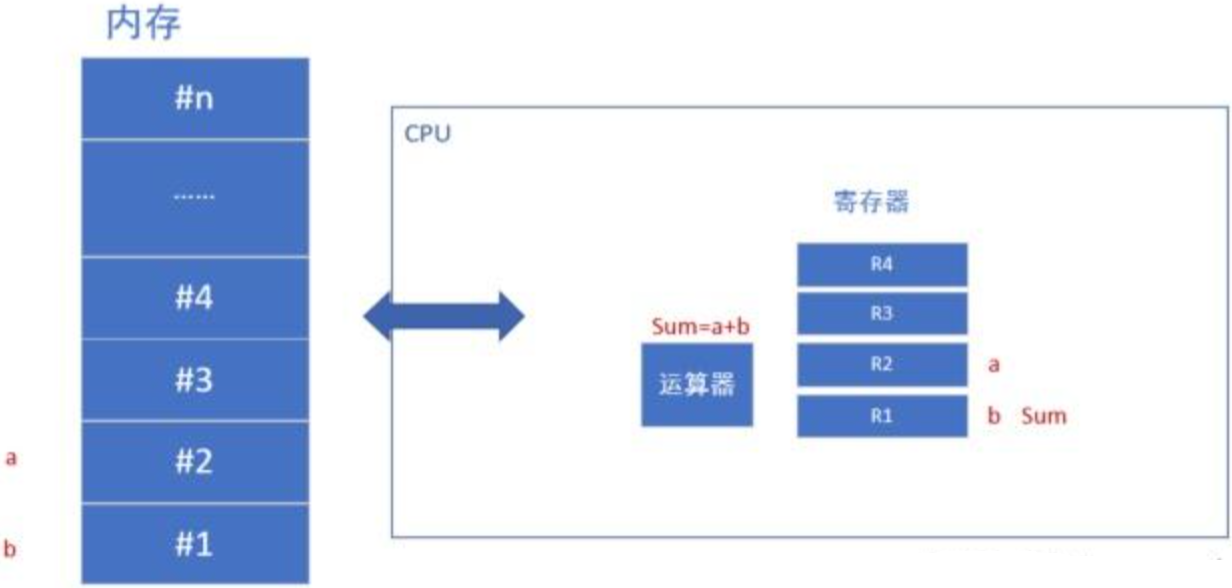 内存
#n
......
#4
#3
a
#2
b
#1
CPU
寄存器
R4
R3
Sum=a+b
运算器
R2
a
R1
b Sum